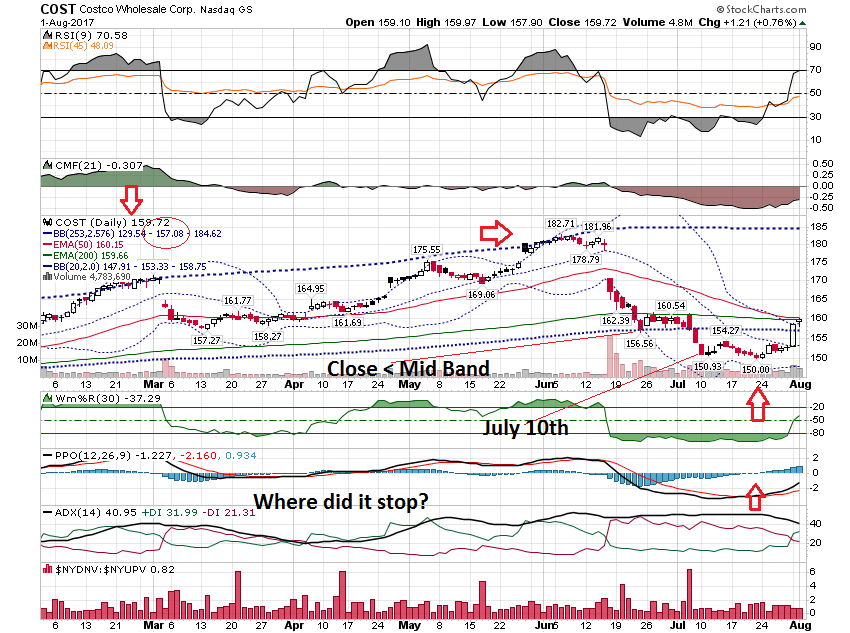 COST Costco Wholesale Corp. Nasdaq GS © StockCharts.com
1-Aug-2017 Open 159.10 High 159.97 Low 157.90 Close 159.72 Volume 4.8M Chg +1.21 (+0.76%)
RSI(9) 70.58
RSI(45) 48.09
90
70
50
30
10
CMF(21) -0.307
0.50
0.25
0.00
-0.25
-0.50
COST (Daily) 159.72
BB(253,2.576) 129.54 - 157.08 - 184.62
EMA(50) 160.15
EMA(200) 159.66
BB(20,2.0) 147.91 - 153.33 - 158.75
Volume 4,783,690
182.71 181.96
175.55
178.79
169.06
164.95
161.77
161.69
157.27
158.27
162.39
160.54
156.56
154.27
150.93
150.00
185
180
175
170
165
160
155
150
30M
20M
10M
Close < Mid Band
6 13 21 Mar 6 13 20 27 Apr 10 17 24 May 8 15 22 Jun 5 12 19 26 Jul 10 17 24 Aug
Wm%R(30) -37.29
-20
-50
-80
July 10th
PPO(12,26,9) -1.227, -2.160, 0.934
2
0
-2
Where did it stop?
ADX(14) 40.95 +DI 31.99 -DI 21.31
40
20
$NYDNV:$NYUPV 0.82
6
4
2
0
6 13 21 Mar 6 13 20 27 Apr 10 17 24 May 8 15 22 Jun 5 12 19 26 Jul 10 17 24 Aug